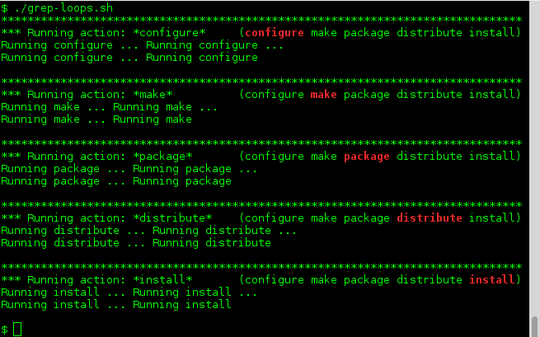 $ ./grep-loops.sh
*******************************************************************************
*** Running action: *configure*     (configure make package distribute install)
Running configure ... Running configure ...
Running configure ... Running configure
*******************************************************************************
*** Running action: *make*          (configure make package distribute install)
Running make ... Running make ...
Running make ... Running make
*******************************************************************************
*** Running action: *package*       (configure make package distribute install)
Running package ... Running package ...
Running package ... Running package
*******************************************************************************
*** Running action: *distribute*    (configure make package distribute install)
Running distribute ... Running distribute ...
Running distribute ... Running distribute
*******************************************************************************
*** Running action: *install*       (configure make package distribute install)
Running install ... Running install ...
Running install ... Running install
$